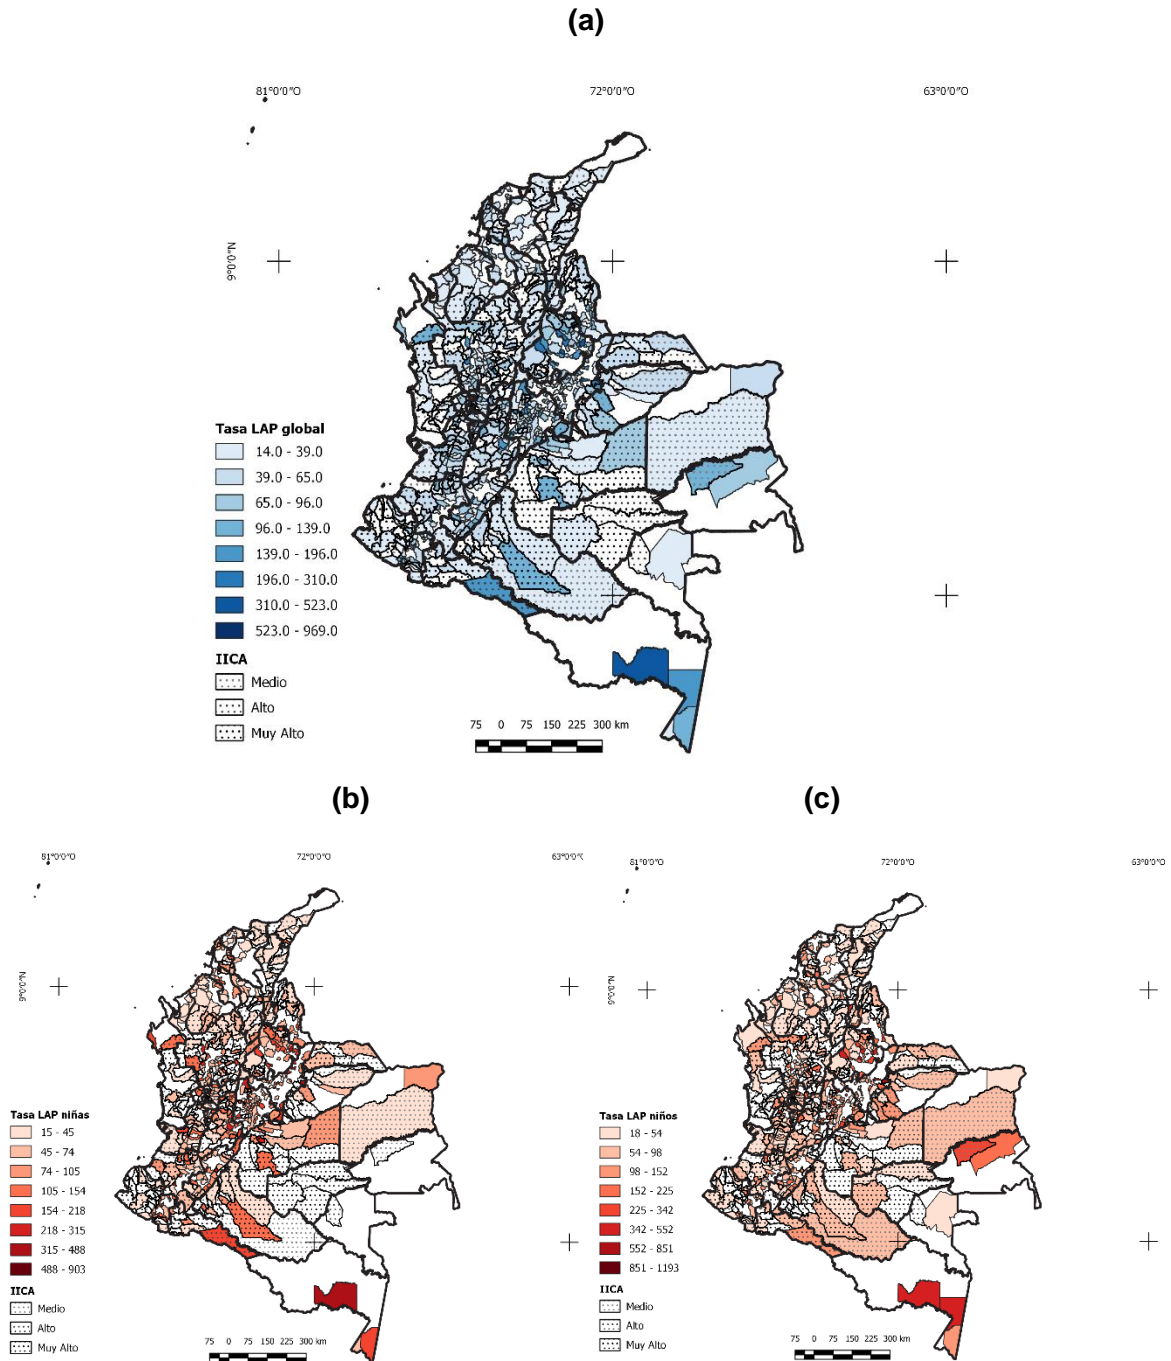 (a)
81°0'0"O 72°0'0"O 63°0'0"O
9°0'0"N
Tasa LAP global
14.0 - 39.0
39.0 - 65.0
65.0 - 96.0
96.0 - 139.0
139.0 - 196.0
196.0 - 310.0
310.0 - 523.0
523.0 - 969.0
IICA
Medio
Alto
Muy Alto
75 0 75 150 225 300 km
(b)
81°0'0"O 72°0'0"O 63°0'0"O
9°0'0"N
Tasa LAP niñas
15 - 45
45 - 74
74 - 105
105 - 154
154 - 218
218 - 315
315 - 488
488 - 903
IICA
Medio
Alto
Muy Alto
75 0 75 150 225 300 km
(c)
81°0'0"O 72°0'0"O 63°0'0"O
9°0'0"N
Tasa LAP niños
18 - 54
54 - 98
98 - 152
152 - 225
225 - 342
342 - 552
552 - 851
851 - 1193
IICA
Medio
Alto
Muy Alto
75 0 75 150 225 300 km